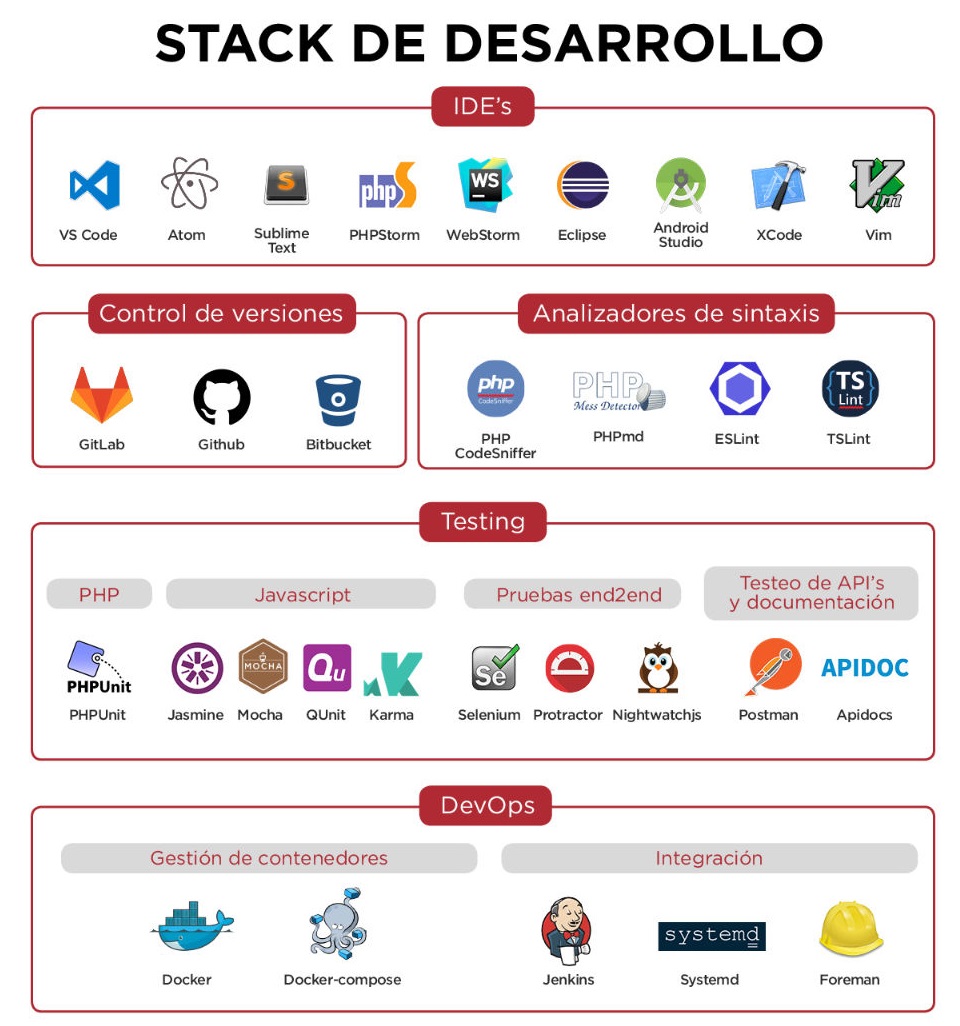 STACK DE DESARROLLO
IDE's
S
phpS
WS
Vim
VS Code
Atom
Sublime
Text
PHPStorm
WebStorm
Eclipse
Android
Studio
XCode
Vim
Control de versiones
GitLab
Github
Bitbucket
Analizadores de sintaxis
php
CodeSniffer
PHP
Mess Detector
TS
Lint
PHP
CodeSniffer
PHPmd
ESLint
TSLint
Testing
PHP
Javascript
Pruebas end2end
Testeo de API's
y documentación
PHPUnit
MOCHA
Qu
Se
APIDOC
PHPUnit
Jasmine
Mocha
QUnit
Karma
Selenium
Protractor
Nightwatchjs
Postman
Apidocs
DevOps
Gestión de contenedores
Integración
systemd
Docker
Docker-compose
Jenkins
Systemd
Foreman